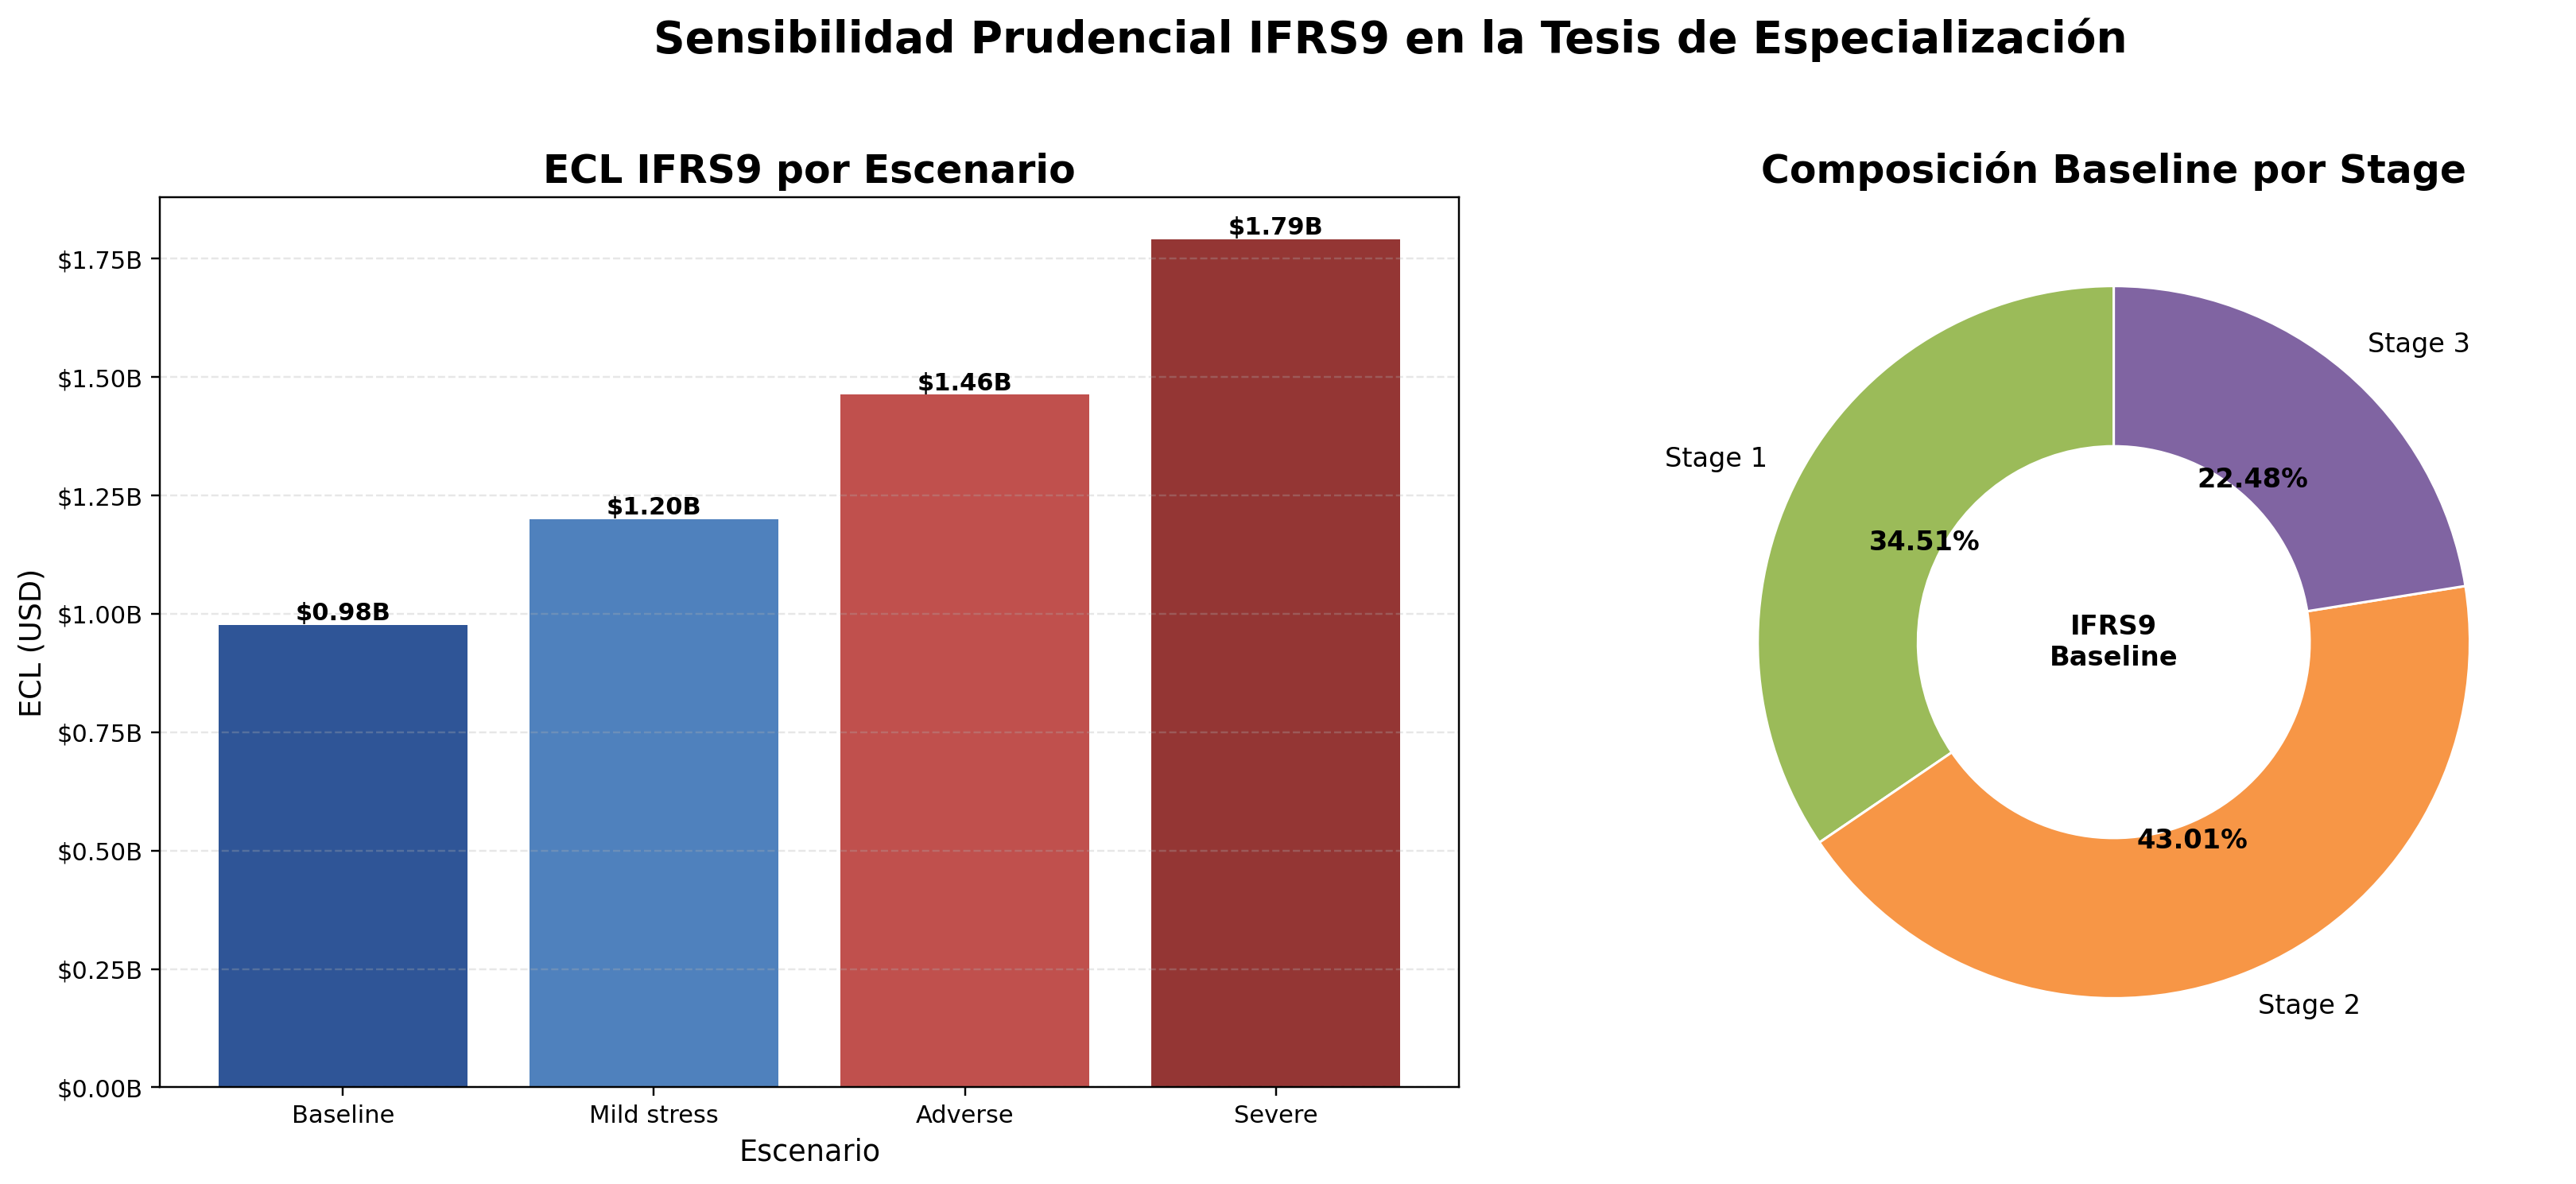 Sensibilidad Prudencial IFRS9 en la Tesis de Especialización
ECL IFRS9 por Escenario
ECL (USD)
$1.75B
$1.50B
$1.25B
$1.00B
$0.75B
$0.50B
$0.25B
$0.00B
$0.98B
$1.20B
$1.46B
$1.79B
Baseline
Mild stress
Adverse
Severe
Escenario
Composición Baseline por Stage
Stage 3
Stage 1
22.48%
34.51%
IFRS9
Baseline
43.01%
Stage 2